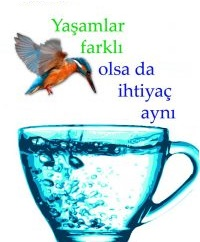 Yaşamlar
farklı
olsa da
ihtiyaç
aynı